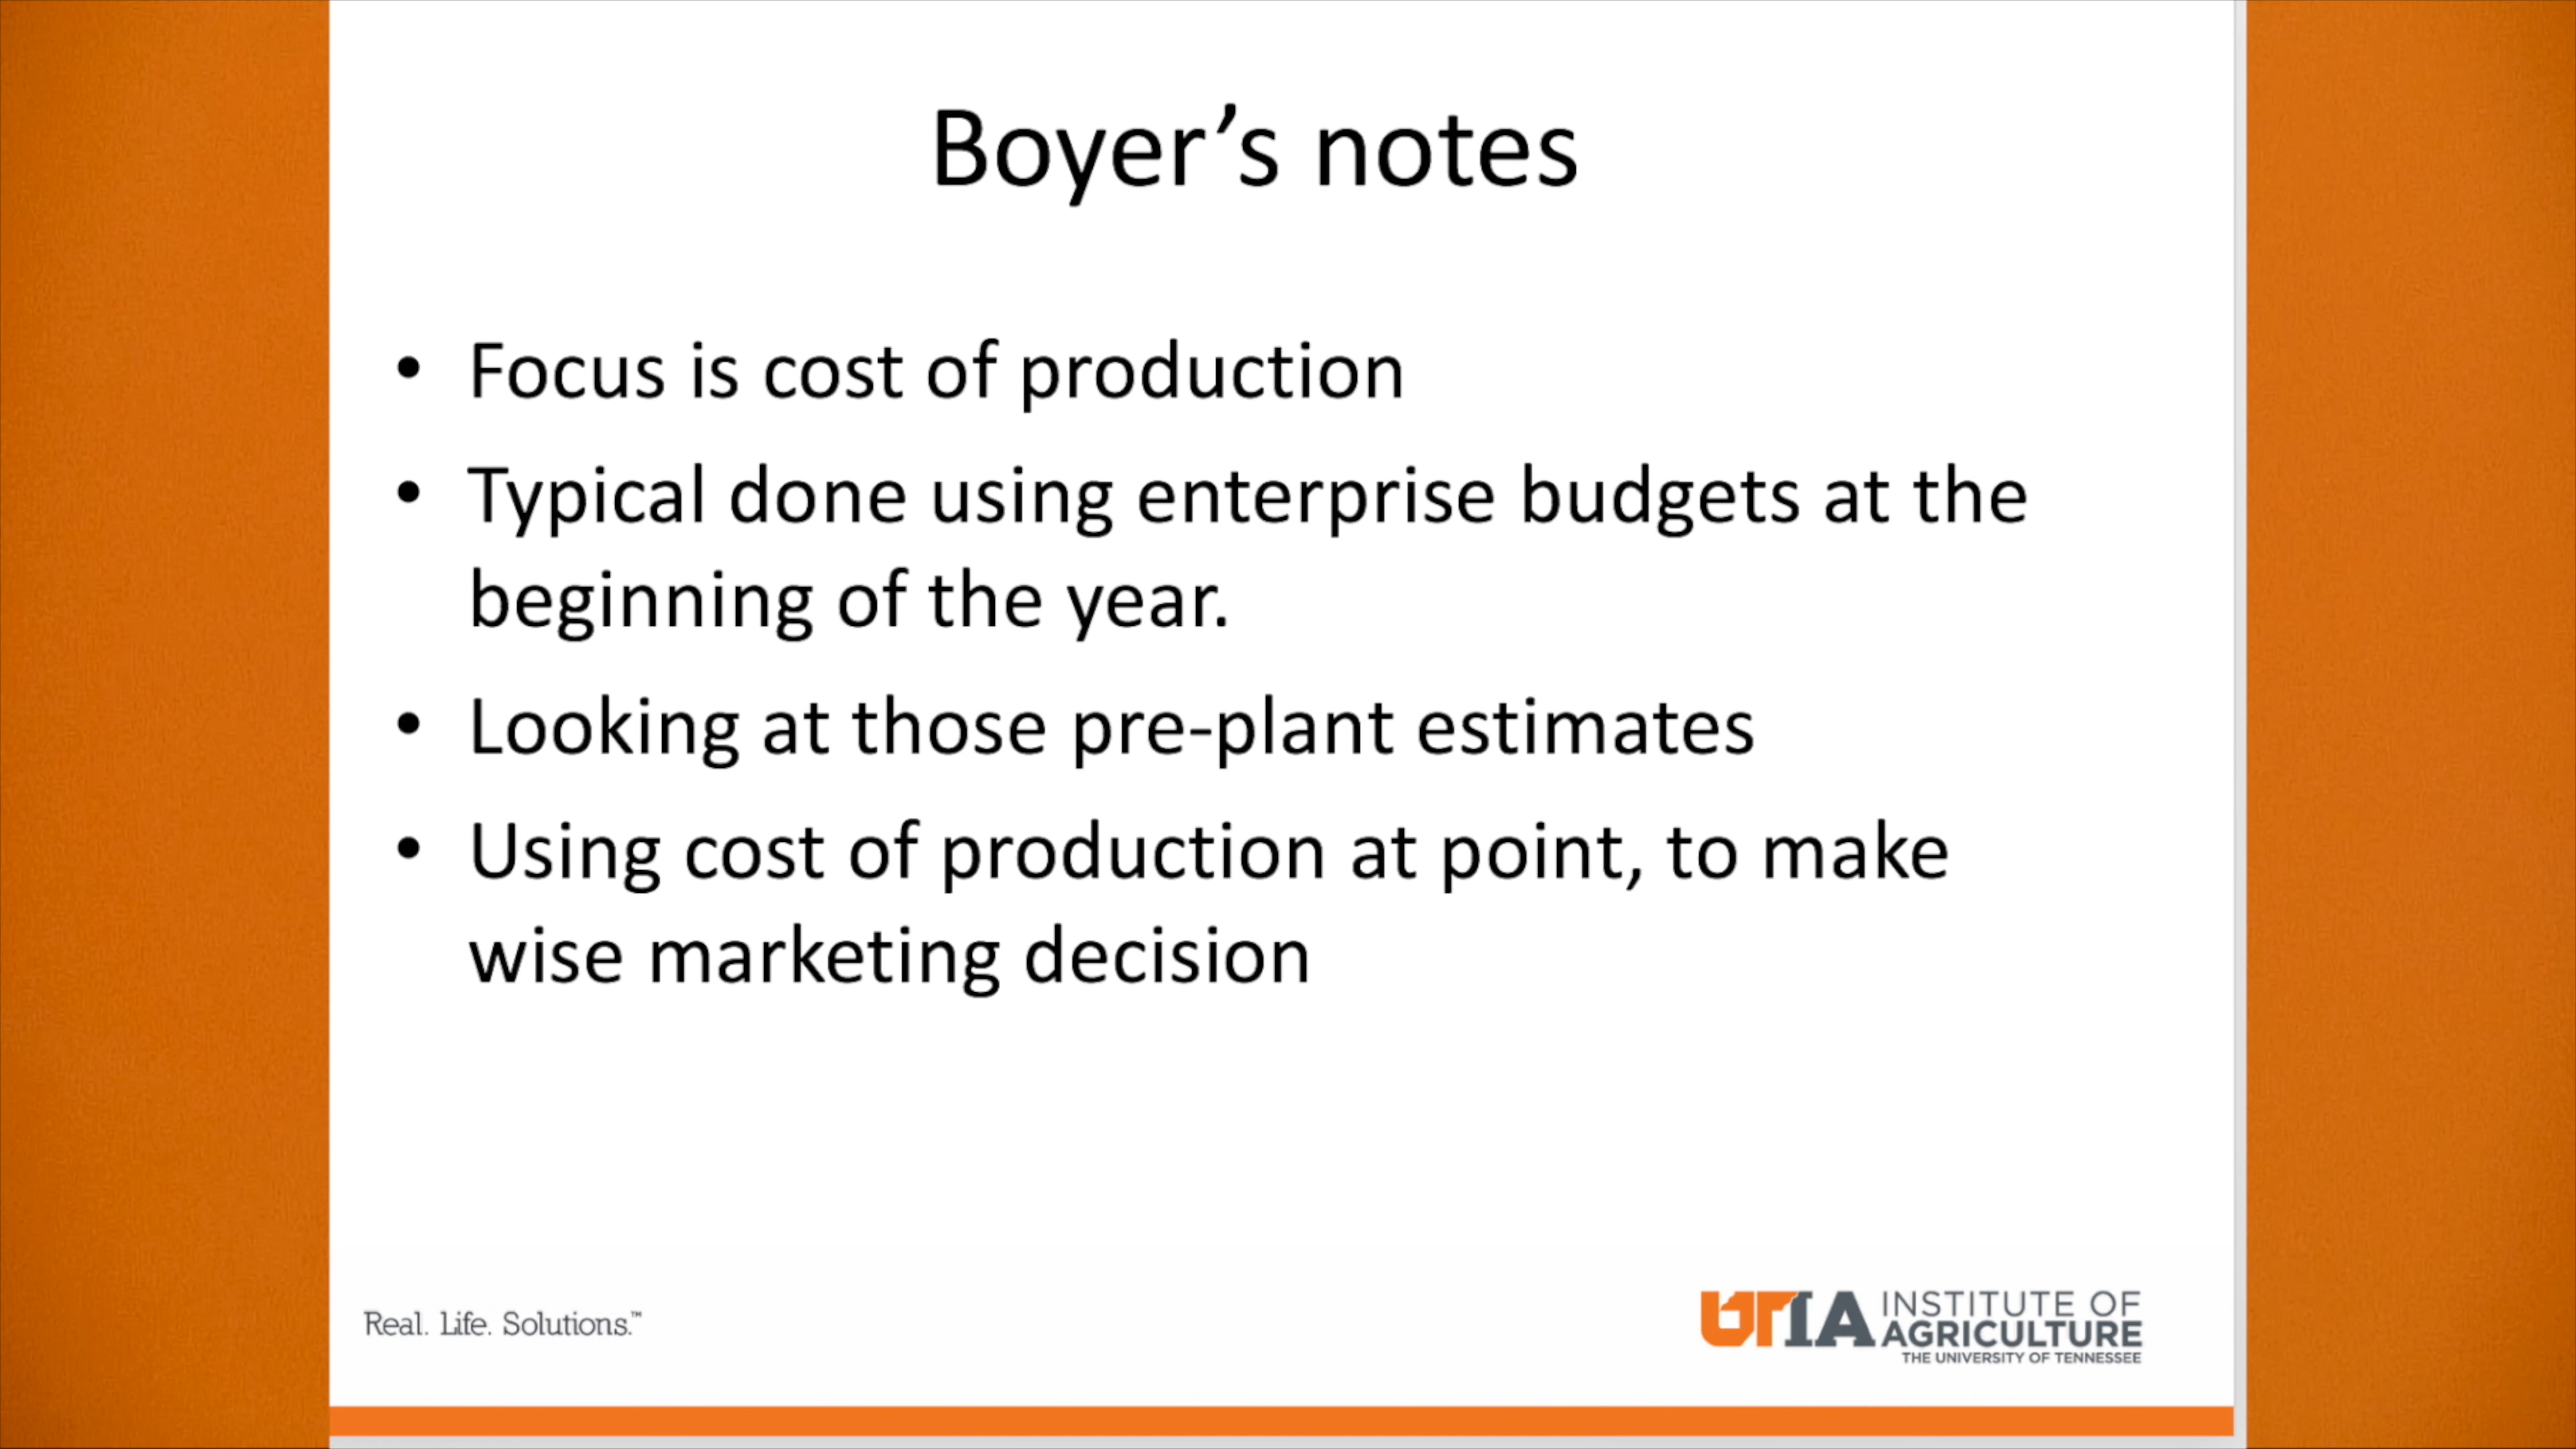 Boyer’s notes
• Focus is cost of production
• Typical done using enterprise budgets at the
beginning of the year.
• Looking at those pre-plant estimates
• Using cost of production at point, to make
wise marketing decision
Real. Life. Solutions.™
UTIA INSTITUTE OF
AGRICULTURE
THE UNIVERSITY OF TENNESSEE